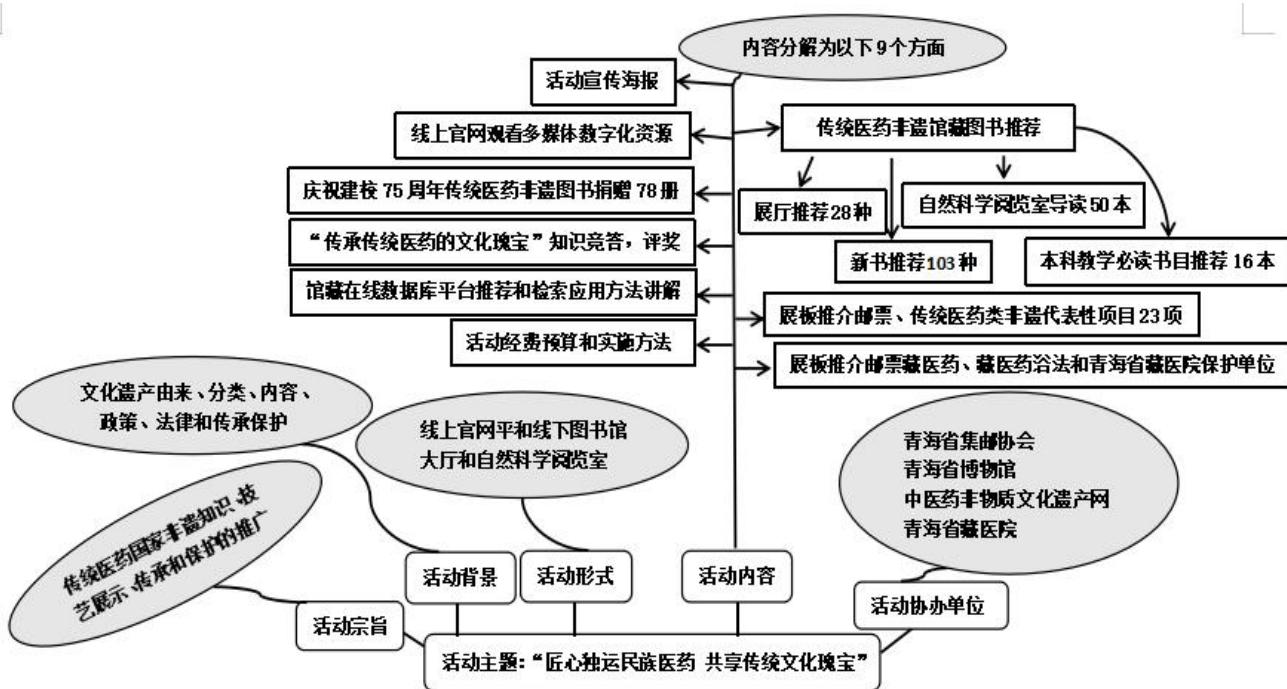 内容分解为以下9个方面
活动宣传海报
线上官网观看多媒体数字化资源
传统医药非遗馆藏图书推荐
庆祝建校75周年传统医药非遗图书捐赠78册
展厅推荐28种
自然科学阅览室导读50本
“传承传统医药的文化瑰宝”知识竞答，评奖
新书推荐103种
本科教学必读书目推荐16本
馆藏在线数据库平台推荐和检索应用方法讲解
展板推介邮票、传统医药类非遗代表性项目23项
活动经费预算和实施方法
展板推介邮票藏医药、藏医药浴法和青海省藏医院保护单位
文化遗产由来、分类、内容、
政策、法律和传承保护
线上官网平和线下图书馆
大厅和自然科学阅览室
青海省集邮协会
青海省博物馆
中医药非物质文化遗产网
青海省藏医院
传统医药国家非遗知识、技
艺展示、传承和保护的推广
活动背景
活动形式
活动内容
活动协办单位
活动宗旨
活动主题：“匠心独运民族医药 共享传统文化瑰宝”